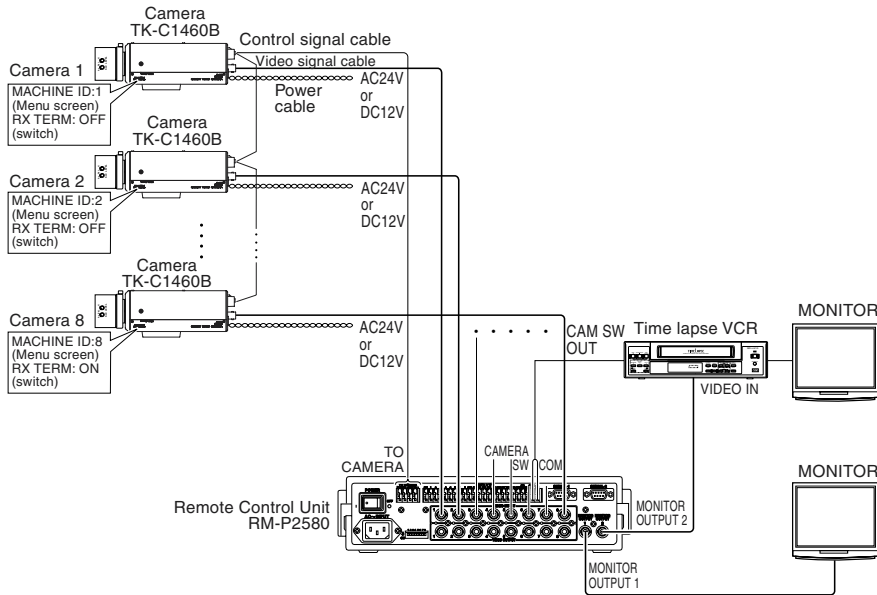 Camera
TK-C1460B
Control signal cable
Video signal cable
Camera 1
Power
cable
AC24V
or
DC12V
MACHINE ID:1
(Menu screen)
RX TERM: OFF
(switch)
Camera
TK-C1460B
Camera 2
AC24V
or
DC12V
MACHINE ID:2
(Menu screen)
RX TERM: OFF
(switch)
Camera
TK-C1460B
Camera 8
AC24V
or
DC12V
MACHINE ID:8
(Menu screen)
RX TERM: ON
(switch)
CAM SW
OUT
Time lapse VCR
MONITOR
VIDEO IN
TO
CAMERA
CAMERA
SW
COM
MONITOR
Remote Control Unit
RM-P2580
POWER
MONITOR
OUTPUT 2
MONITOR
OUTPUT 1